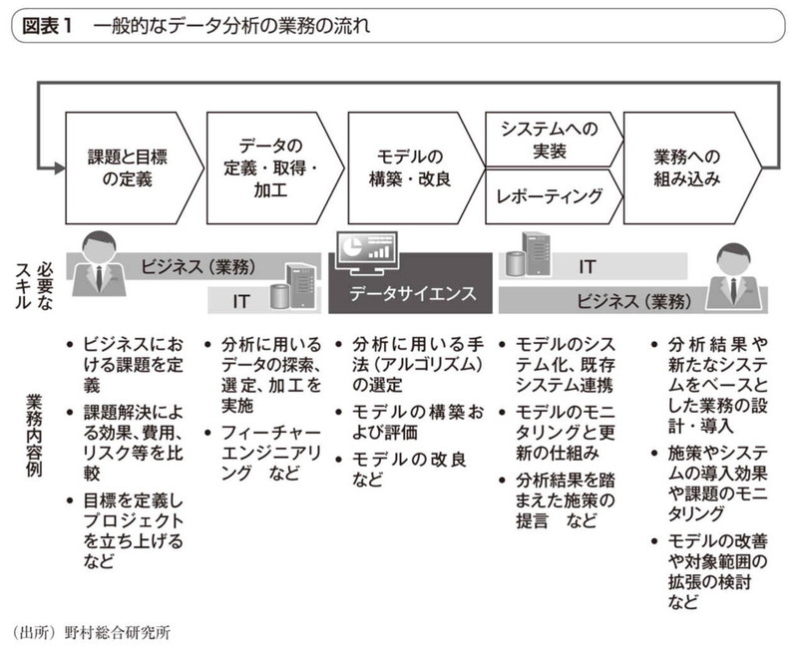 図表1　一般的なデータ分析の業務の流れ
課題と目標
の定義
データの
定義・取得・
加工
モデルの
構築・改良
システムへの
実装
レポーティング
業務への
組み込み
必要な
スキル
ビジネス（業務）
IT
データサイエンス
IT
ビジネス（業務）
業務内容例
• ビジネスにお
ける課題を定
義
• 課題解決によ
る効果、費用、
リスク等を比
較
• 目標を定義し
プロジェクト
を立ち上げる
など
• 分析に用いる
データの探索、
選定、加工を
実施
• フィーチャー
エンジニアリ
ング　など
• 分析に用いる手
法（アルゴリズム）
の選定
• モデルの構築お
よび評価
• モデルの改良
など
• モデルのシス
テム化、既存
システム連携
• モデルのモニ
タリングと更
新の仕組み
• 分析結果を踏
まえた施策の
提言　など
• 分析結果や
新たなシステ
ムをベースと
した業務の設
計・導入
• 施策やシステ
ムの導入効果
や課題のモニ
タリング
• モデルの改善
や対象範囲の
拡張の検討
など
（出所）野村総合研究所